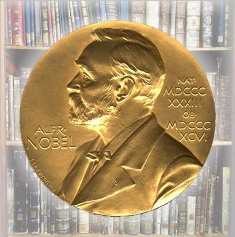 ALFR·
NOBEL
NAT·
MDCCC
XXXIII
OB·
MDCCC
XCVI